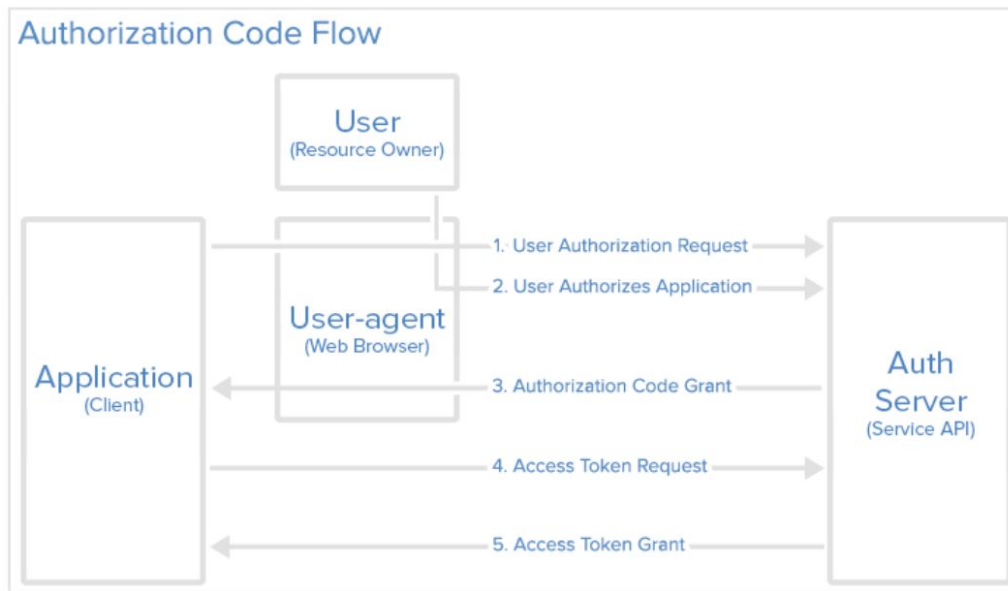 Authorization Code Flow
User
(Resource Owner)
1. User Authorization Request
2. User Authorizes Application
User-agent
(Web Browser)
Application
(Client)
3. Authorization Code Grant
Auth
Server
(Service API)
4. Access Token Request
5. Access Token Grant